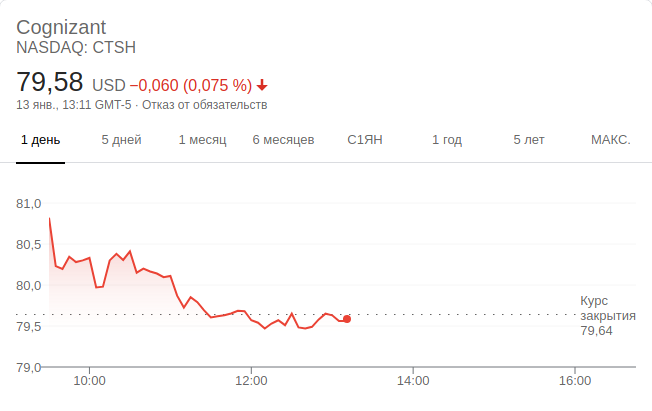 Cognizant
NASDAQ: CTSH
79,58 USD −0,060 (0,075 %)
13 янв., 13:11 GMT-5 · Отказ от обязательств
1 день 5 дней 1 месяц 6 месяцев С1ЯН 1 год 5 лет МАКС.
81,0
80,5
80,0
79,5
79,0
Курс
закрытия
79,64
10:00 12:00 14:00 16:00